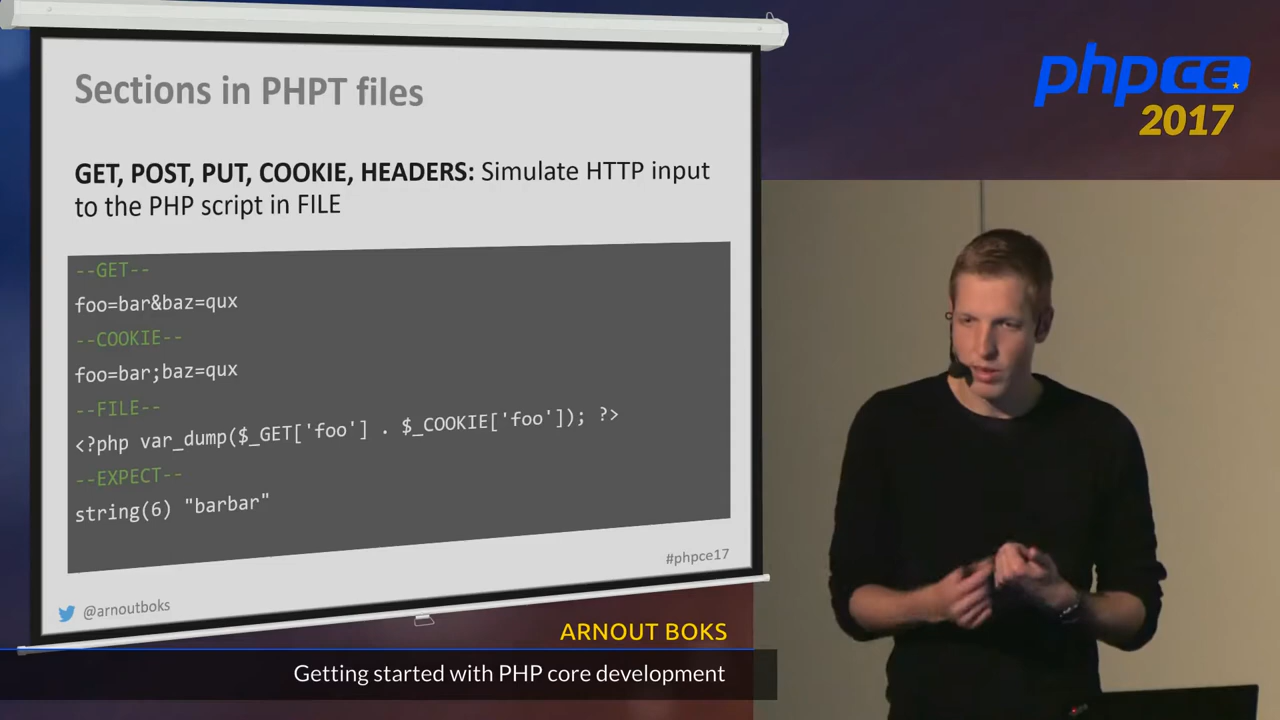 Sections in PHPT files
GET, POST, PUT, COOKIE, HEADERS: Simulate HTTP input
to the PHP script in FILE
--GET--
foo=bar&baz=qux
--COOKIE--
foo=bar;baz=qux
--FILE--
<?php var_dump($_GET['foo'] . $_COOKIE['foo']); ?>
--EXPECT--
string(6) "barbar"
#phpce17
@arnoutboks
phpCE
2017
ARNOUT BOKS
Getting started with PHP core development